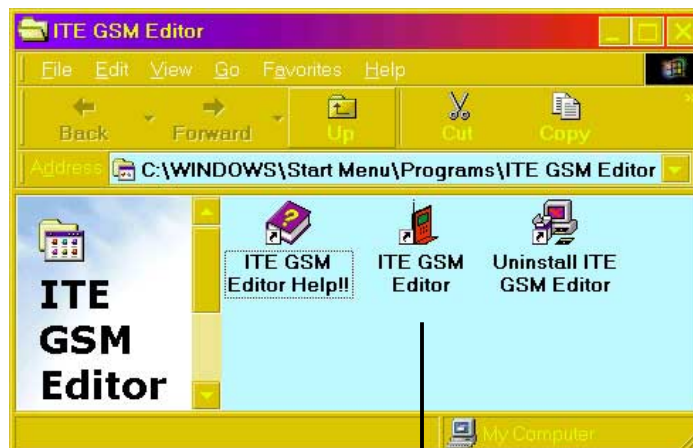 ITE GSM Editor
File Edit View Go Favorites Help
Back Forward Up Cut Copy
Address C:\WINDOWS\Start Menu\Programs\ITE GSM Editor
ITE GSM Editor
ITE GSM Editor Help!!
ITE GSM Editor
Uninstall ITE GSM Editor
My Computer